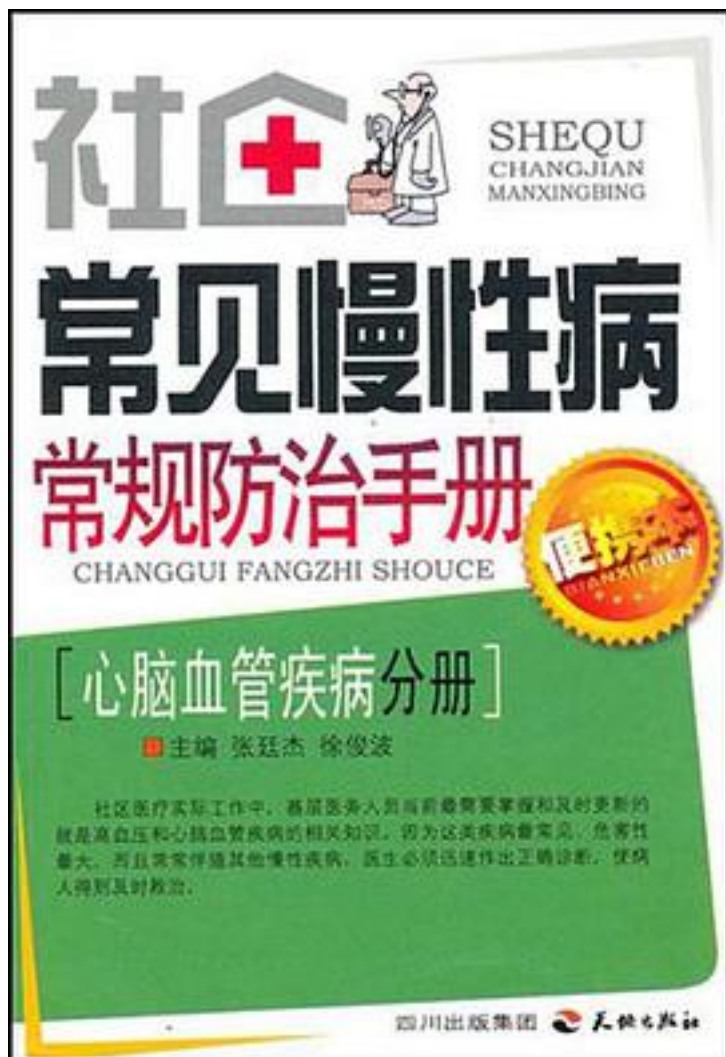 社区
SHEQU
CHANGJIAN
MANXINGBING
常见慢性病
常规防治手册
CHANGGUI FANGZHI SHOUCE
便携本
BIANXIEBEN
[心脑血管疾病分册]
主编 张廷杰 徐俊波
社区医疗实际工作中,基层医务人员当前最需要掌握和及时更新的
就是高血压和心脑血管疾病的相关知识。因为这类疾病最常见、危害性
最大,而且常常伴随其他慢性疾病,医生必须迅速作出正确诊断,使病
人得到及时救治。
四川出版集团 天地出版社